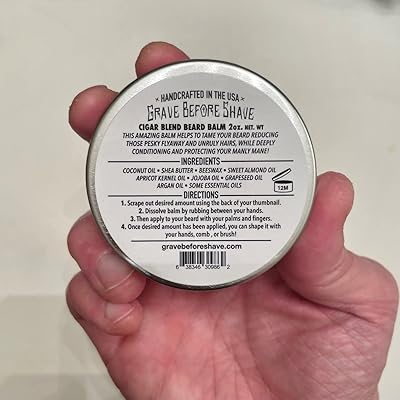 • HANDCRAFTED IN THE USA •
GRAVE BEFORE SHAVE
CIGAR BLEND BEARD BALM 2oz. NET. WT
THIS AMAZING BALM HELPS TO TAME YOUR BEARD REDUCING
THOSE PESKY FLYAWAY AND UNRULY HAIRS, WHILE DEEPLY
CONDITIONING AND PROTECTING YOUR MANLY MANE!
INGREDIENTS
COCONUT OIL • SHEA BUTTER • BEESWAX • SWEET ALMOND OIL
APRICOT KERNEL OIL • JOJOBA OIL • GRAPESEED OIL
ARGAN OIL • SOME ESSENTIAL OILS
12M
DIRECTIONS
1. Scrape out desired amount using the back of your thumbnail.
2. Dissolve balm by rubbing between your hands.
3. Then apply to your beard with your palms and fingers.
4. Once desired amount has been applied, you can shape it with
your hands, comb , or brush!
gravebeforeshave.com
6 38346 30986 2